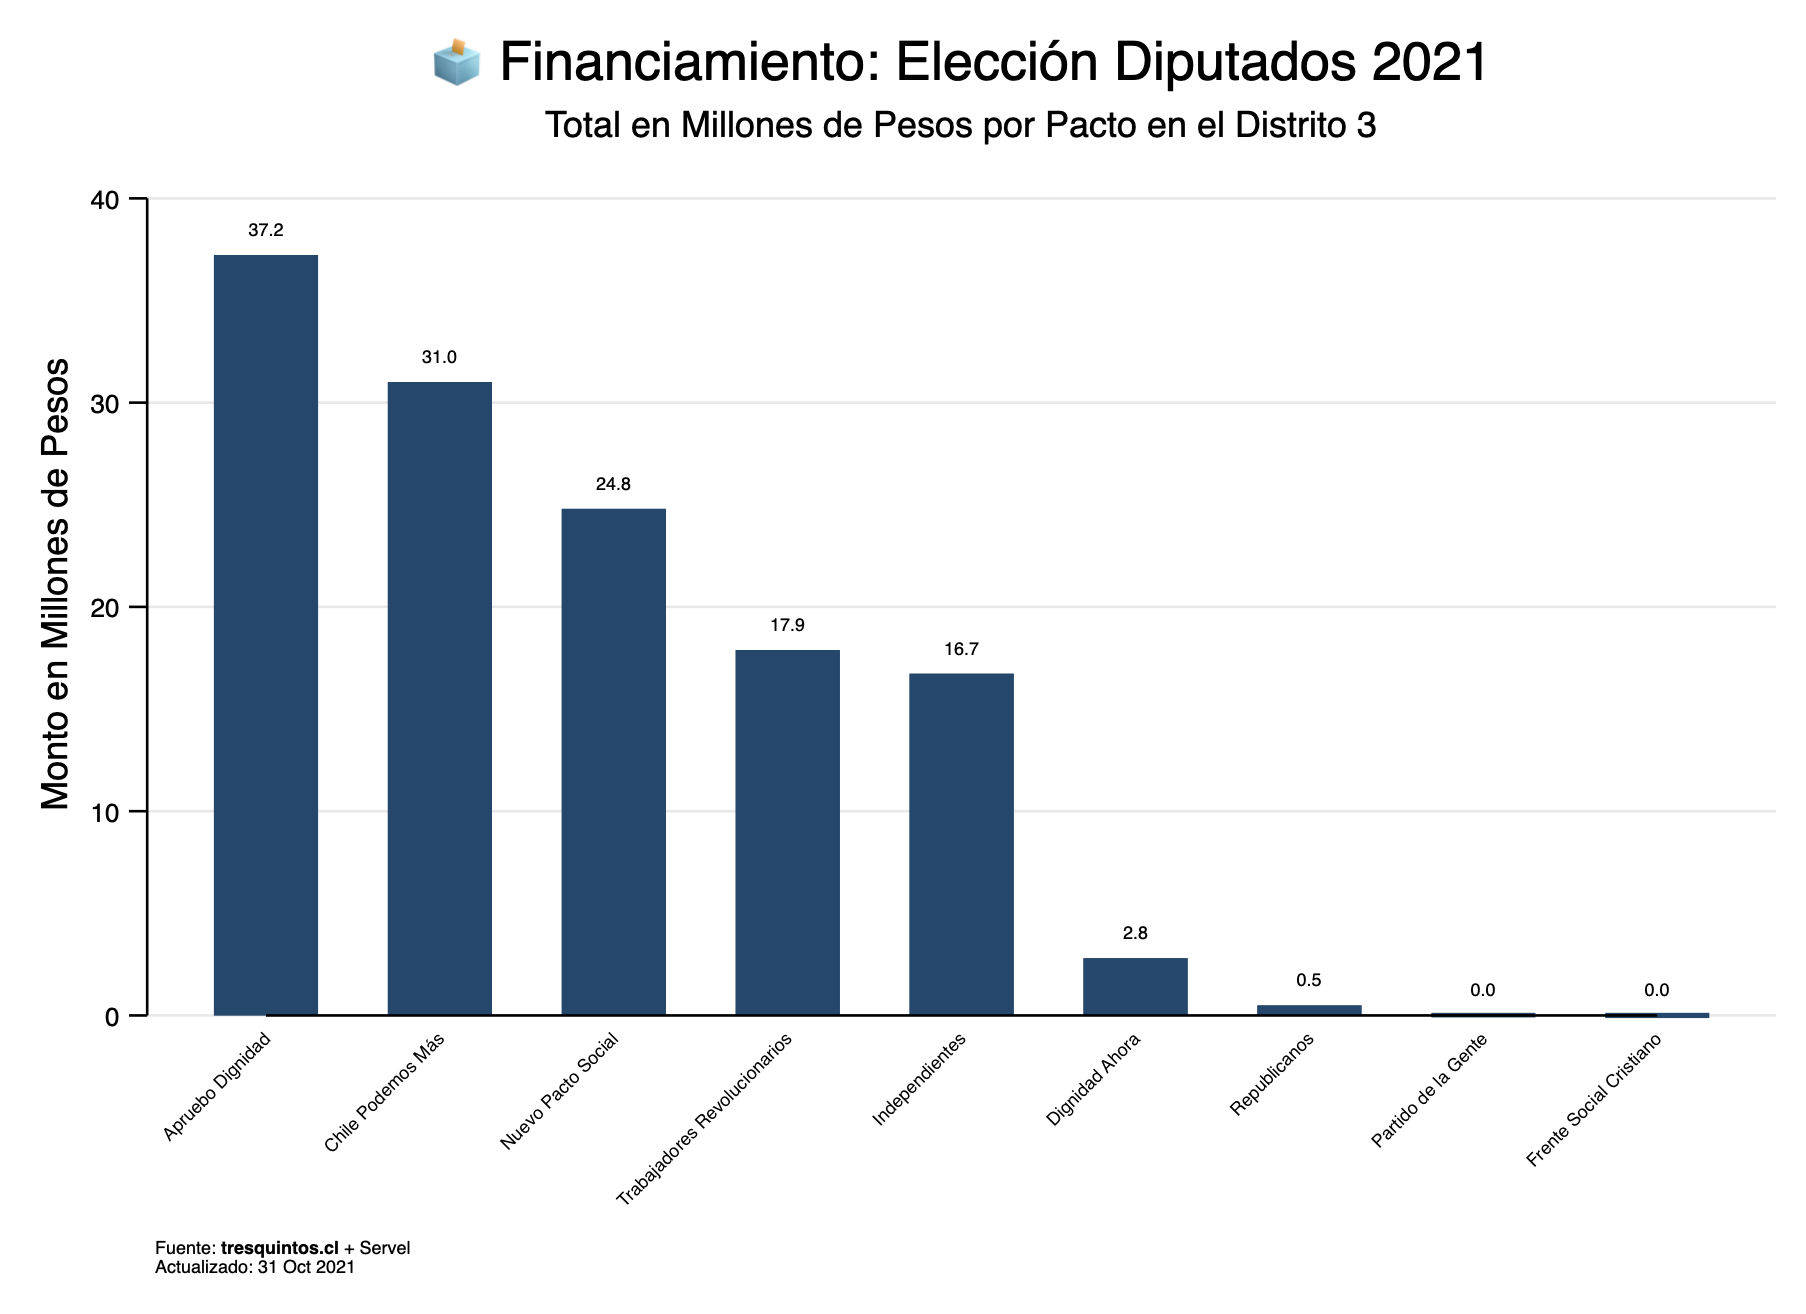 Financiamiento: Elección Diputados 2021
Total en Millones de Pesos por Pacto en el Distrito 3
Monto en Millones de Pesos
40
30
20
10
0
37.2
31.0
24.8
17.9
16.7
2.8
0.5
0.0
0.0
Apruebo Dignidad
Chile Podemos Más
Nuevo Pacto Social
Trabajadores Revolucionarios
Independientes
Dignidad Ahora
Republicanos
Partido de la Gente
Frente Social Cristiano
Fuente: tresquintos.cl + Servel
Actualizado: 31 Oct 2021